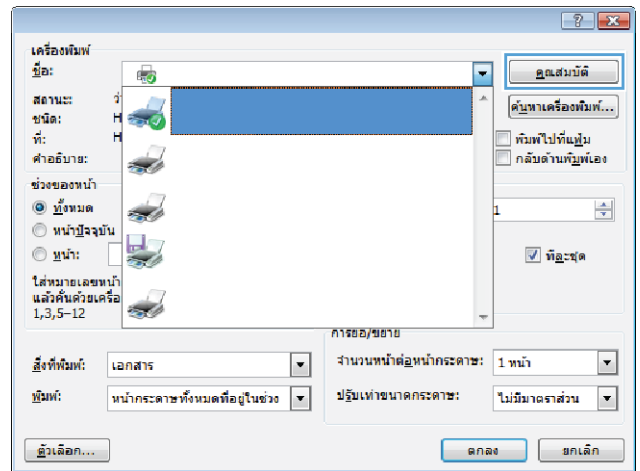 เครื่องพิมพ์
ชื่อ:
คุณสมบัติ
สถานะ: ว่
ค้นหาเครื่องพิมพ์...
ชนิด: H
ที่: H
พิมพ์ไปที่แฟ้ม
คำอธิบาย:
กลับด้านพิมพ์เอง
ช่วงของหน้า
ทั้งหมด
1
หน้าปัจจุบัน
หน้า:
ทีละชุด
ใส่หมายเลขหน้า
แล้วคั่นด้วยเครื่อ
1,3,5–12
การย่อ/ขยาย
สิ่งที่พิมพ์: เอกสาร
จำนวนหน้าต่อหน้ากระดาษ: 1 หน้า
พิมพ์: หน้ากระดาษทั้งหมดที่อยู่ในช่วง
ปรับเท่าขนาดกระดาษ: ไม่มีมาตราส่วน
ตัวเลือก...
ตกลง
ยกเลิก